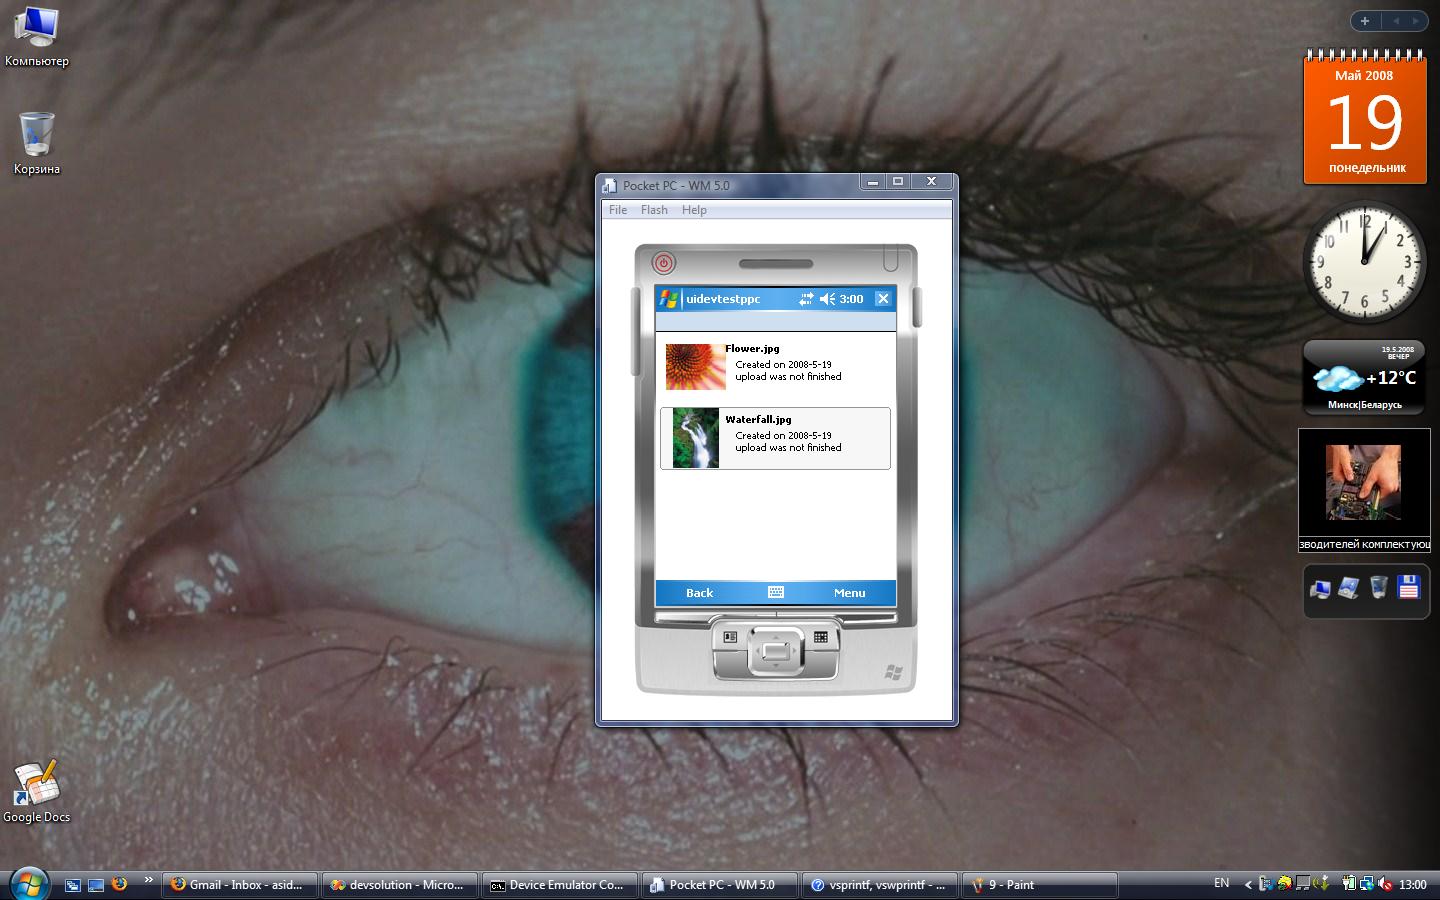 Компьютер
Корзина
Google Docs
Pocket PC - WM 5.0
File Flash Help
uidevtestppc 3:00
Flower.jpg
Created on 2008-5-19
upload was not finished
Waterfall.jpg
Created on 2008-5-19
upload was not finished
Back Menu
Май 2008
19
понедельник
12
1
2
3
4
5
6
7
8
9
10
11
19.5.2008
ВЕЧЕР
+12°C
Минск|Беларусь
зводителей комплектующ
Gmail - Inbox - asid...
devsolution - Micro...
Device Emulator Co...
Pocket PC - WM 5.0
vsprintf, vswprintf - ...
9 - Paint
EN
13:00